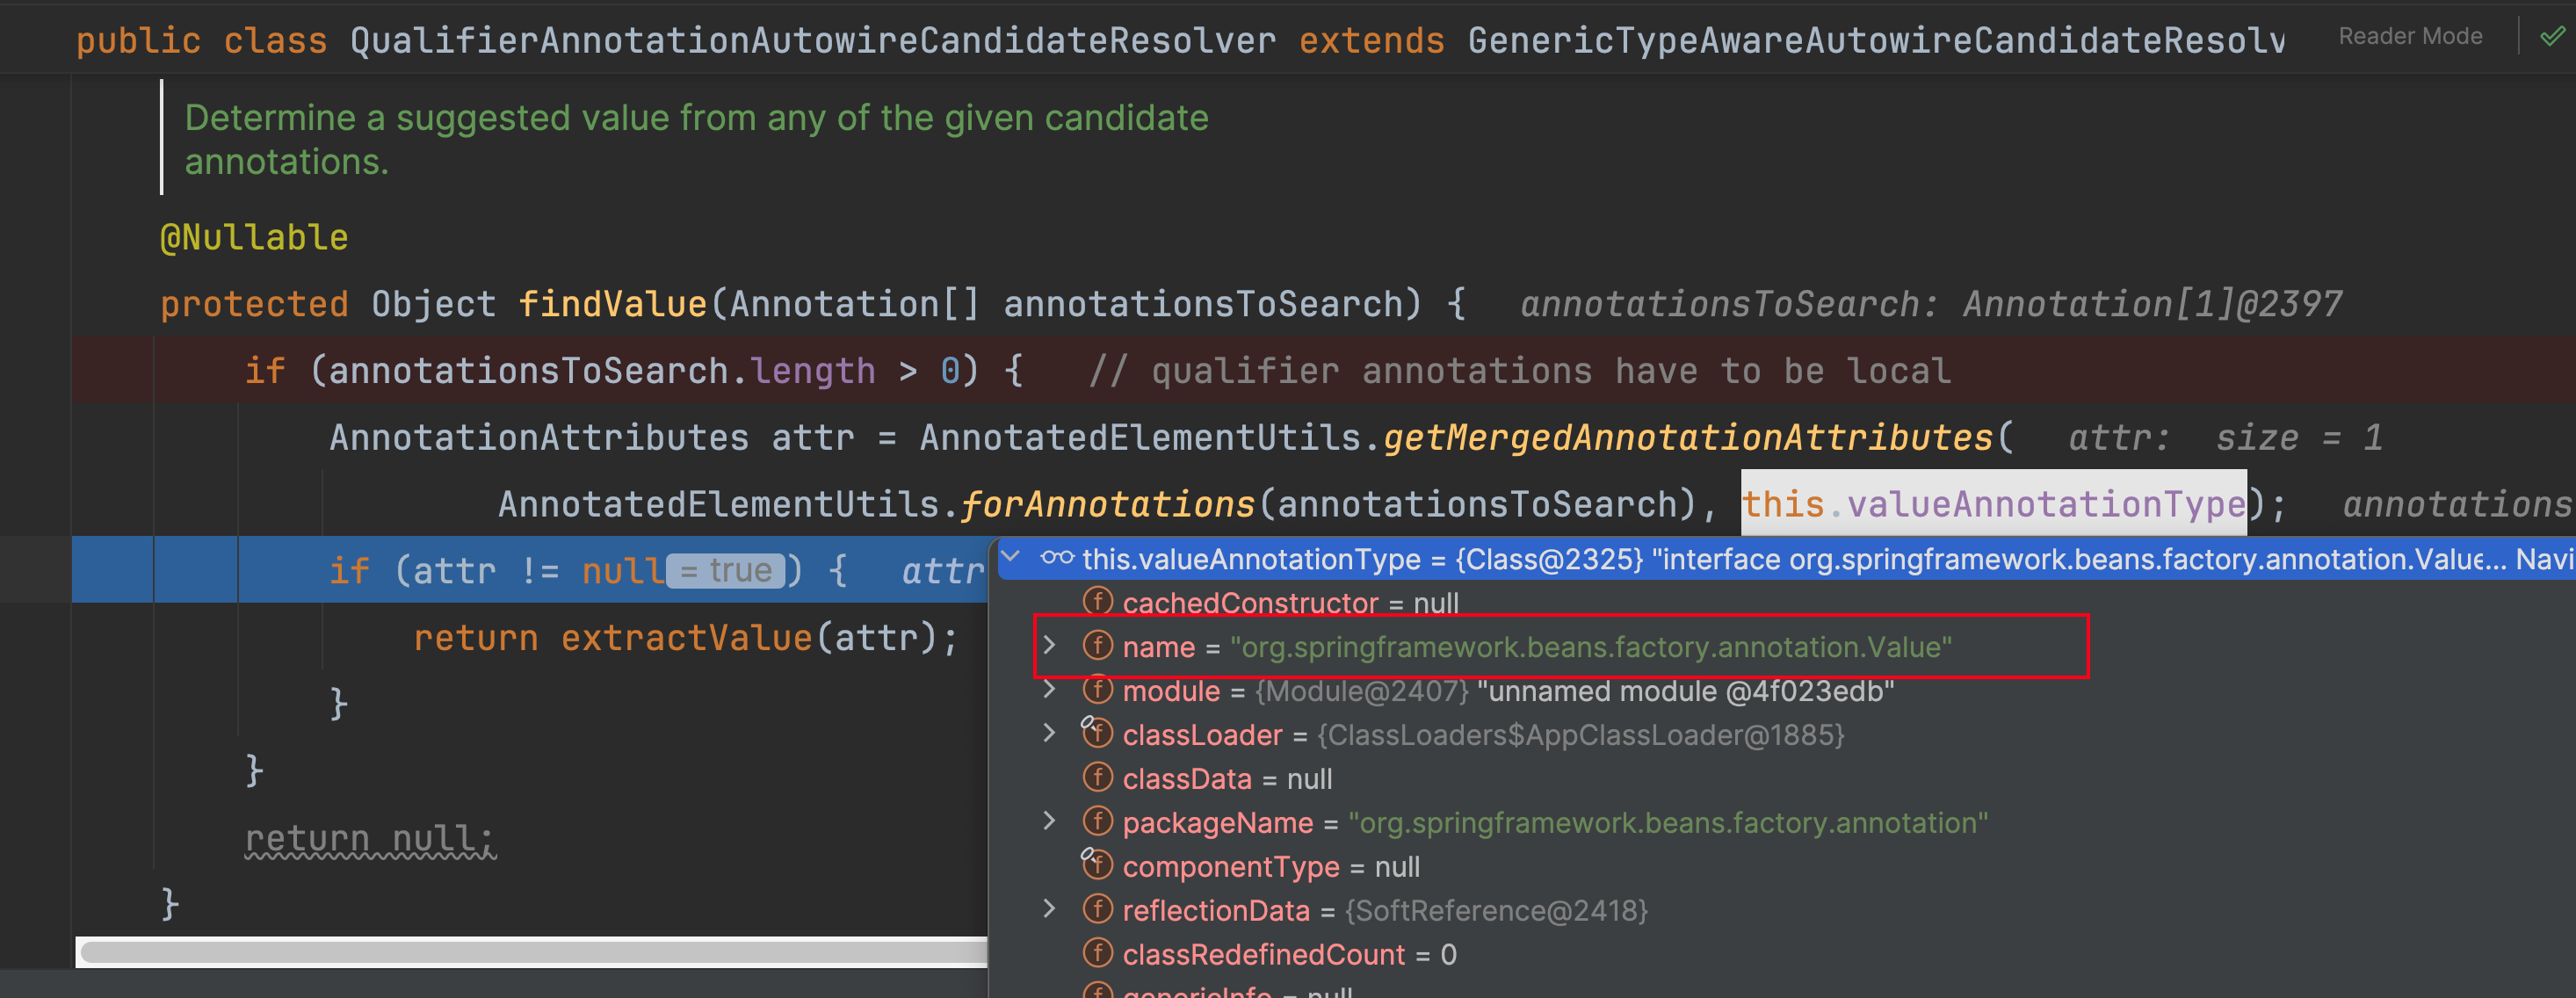 public class QualifierAnnotationAutowireCandidateResolver extends GenericTypeAwareAutowireCandidateResolv
Reader Mode
Determine a suggested value from any of the given candidate
annotations.
@Nullable
protected Object findValue(Annotation[] annotationsToSearch) { annotationsToSearch: Annotation[1]@2397
if (annotationsToSearch.length > 0) { // qualifier annotations have to be local
AnnotationAttributes attr = AnnotatedElementUtils.getMergedAnnotationAttributes( attr: size = 1
AnnotatedElementUtils.forAnnotations(annotationsToSearch), this.valueAnnotationType); annotations
if (attr != null = true ) { attr
this.valueAnnotationType = {Class@2325} "interface org.springframework.beans.factory.annotation.Value... Navi
cachedConstructor = null
return extractValue(attr);
name = "org.springframework.beans.factory.annotation.Value"
module = {Module@2407} "unnamed module @4f023edb"
}
classLoader = {ClassLoaders$AppClassLoader@1885}
}
classData = null
packageName = "org.springframework.beans.factory.annotation"
return null;
componentType = null
}
reflectionData = {SoftReference@2418}
classRedefinedCount = 0
genericInfo = null